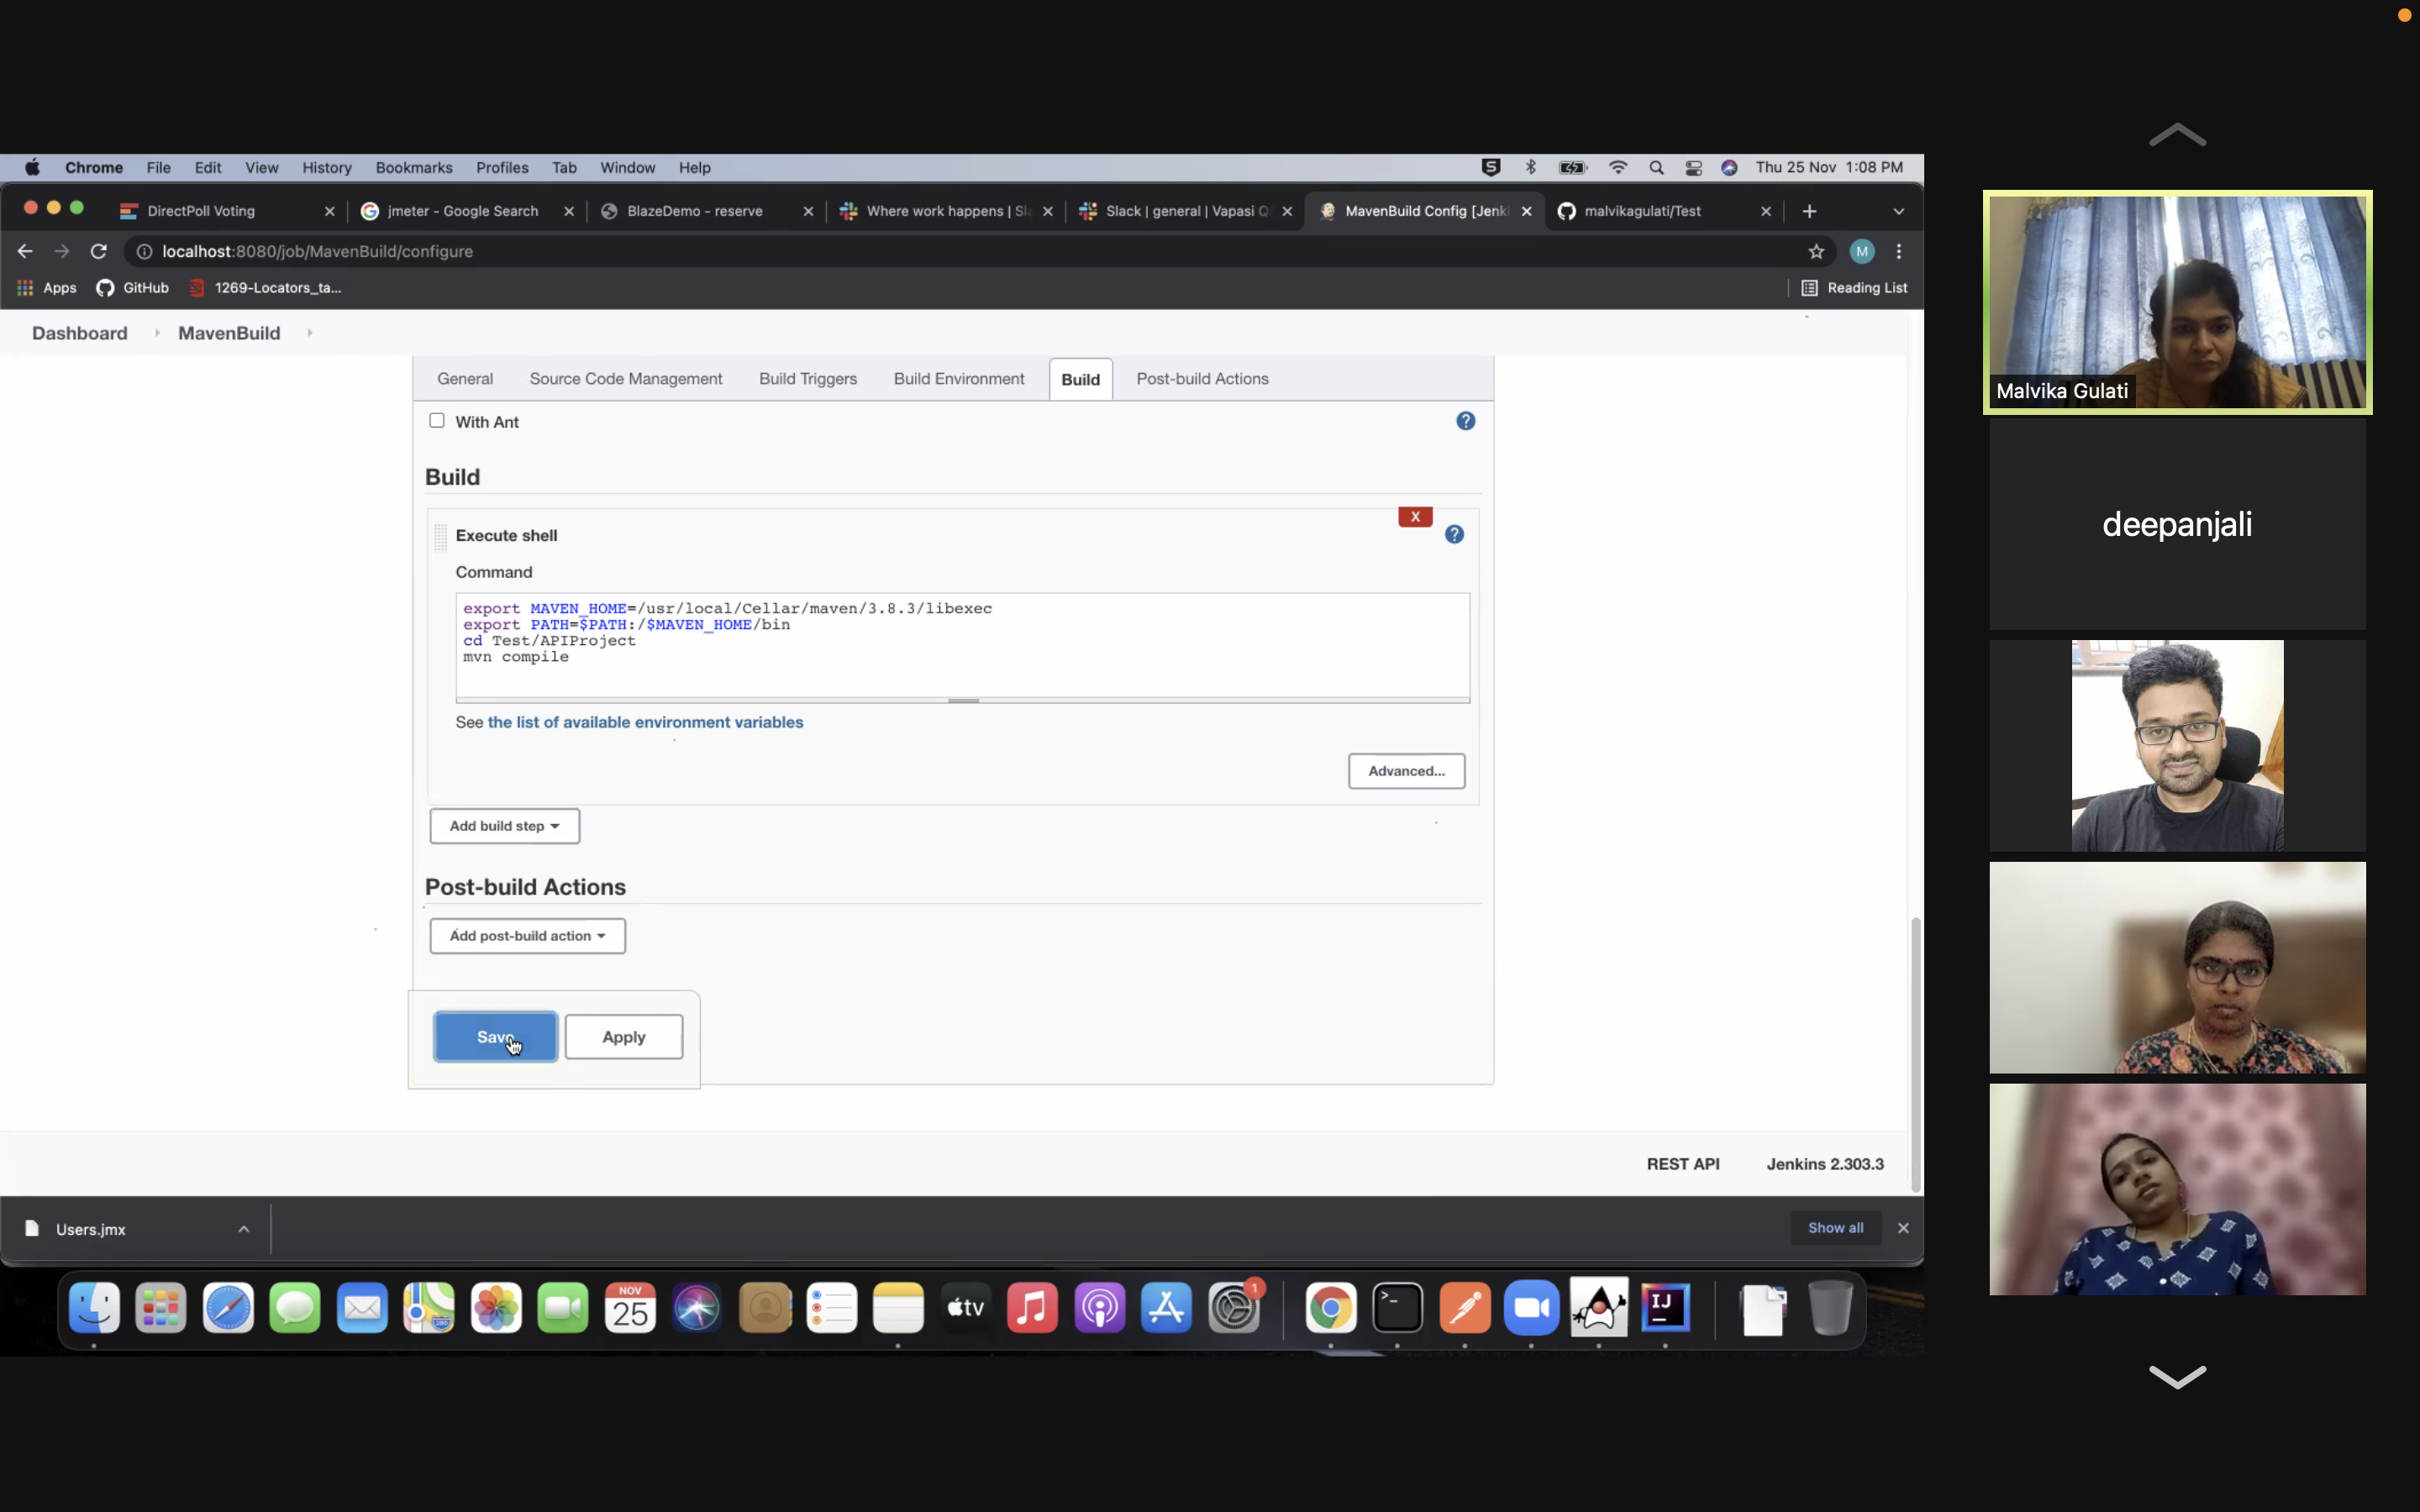 Chrome File Edit View History Bookmarks Profiles Tab Window Help
Thu 25 Nov 1:08 PM
DirectPoll Voting
jmeter - Google Search
BlazeDemo - reserve
Where work happens | Sl
Slack | general | Vapasi Q
MavenBuild Config [Jenki
malvikagulati/Test
localhost:8080/job/MavenBuild/configure
M
Apps GitHub 1269-Locators_ta...
Reading List
Dashboard MavenBuild
General Source Code Management Build Triggers Build Environment Build Post-build Actions
With Ant
?
Build
X
Execute shell
?
Command
export MAVEN_HOME=/usr/local/Cellar/maven/3.8.3/libexec
export PATH=$PATH:/$MAVEN_HOME/bin
cd Test/APIProject
mvn compile
See the list of available environment variables
Advanced...
Add build step
Post-build Actions
Add post-build action
Save Apply
REST API Jenkins 2.303.3
Users.jmx
Show all
NOV
25
280
tv
1
>_
IJ
Malvika Gulati
deepanjali